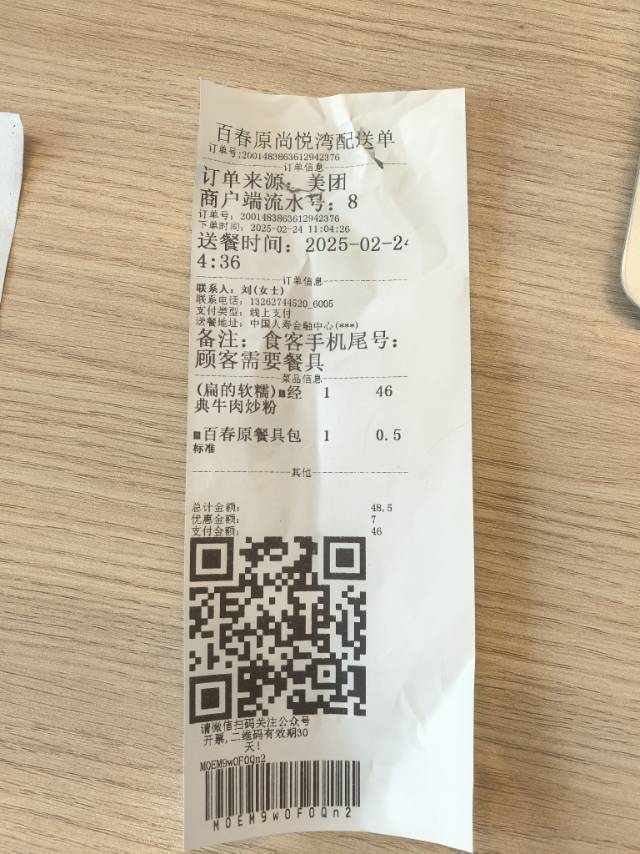 百春原尚悦湾配送单
订单号:2001483863612942376
订单信息
订单来源：美团
商户端流水号：8
订单号：2001483863612942376
下单时间：2025-02-24 11:04:26
送餐时间：2025-02-24
4:36
订单信息
联系人：刘(女士)
联系电话：13262744520_6005
支付类型：线上支付
送餐地址：中国人寿金融中心(***)
备注：食客手机尾号：
顾客需要餐具
菜品信息
(扁的软糯)■经 1 46
典牛肉炒粉
■百春原餐具包 1 0.5
标准
其他
总计金额： 48.5
优惠金额： 7
支付金额： 46
请微信扫码关注公众号
开票,二维码有效期30
天!
MOEM9wOF0Qn2
MOEM9wOF0Qn2